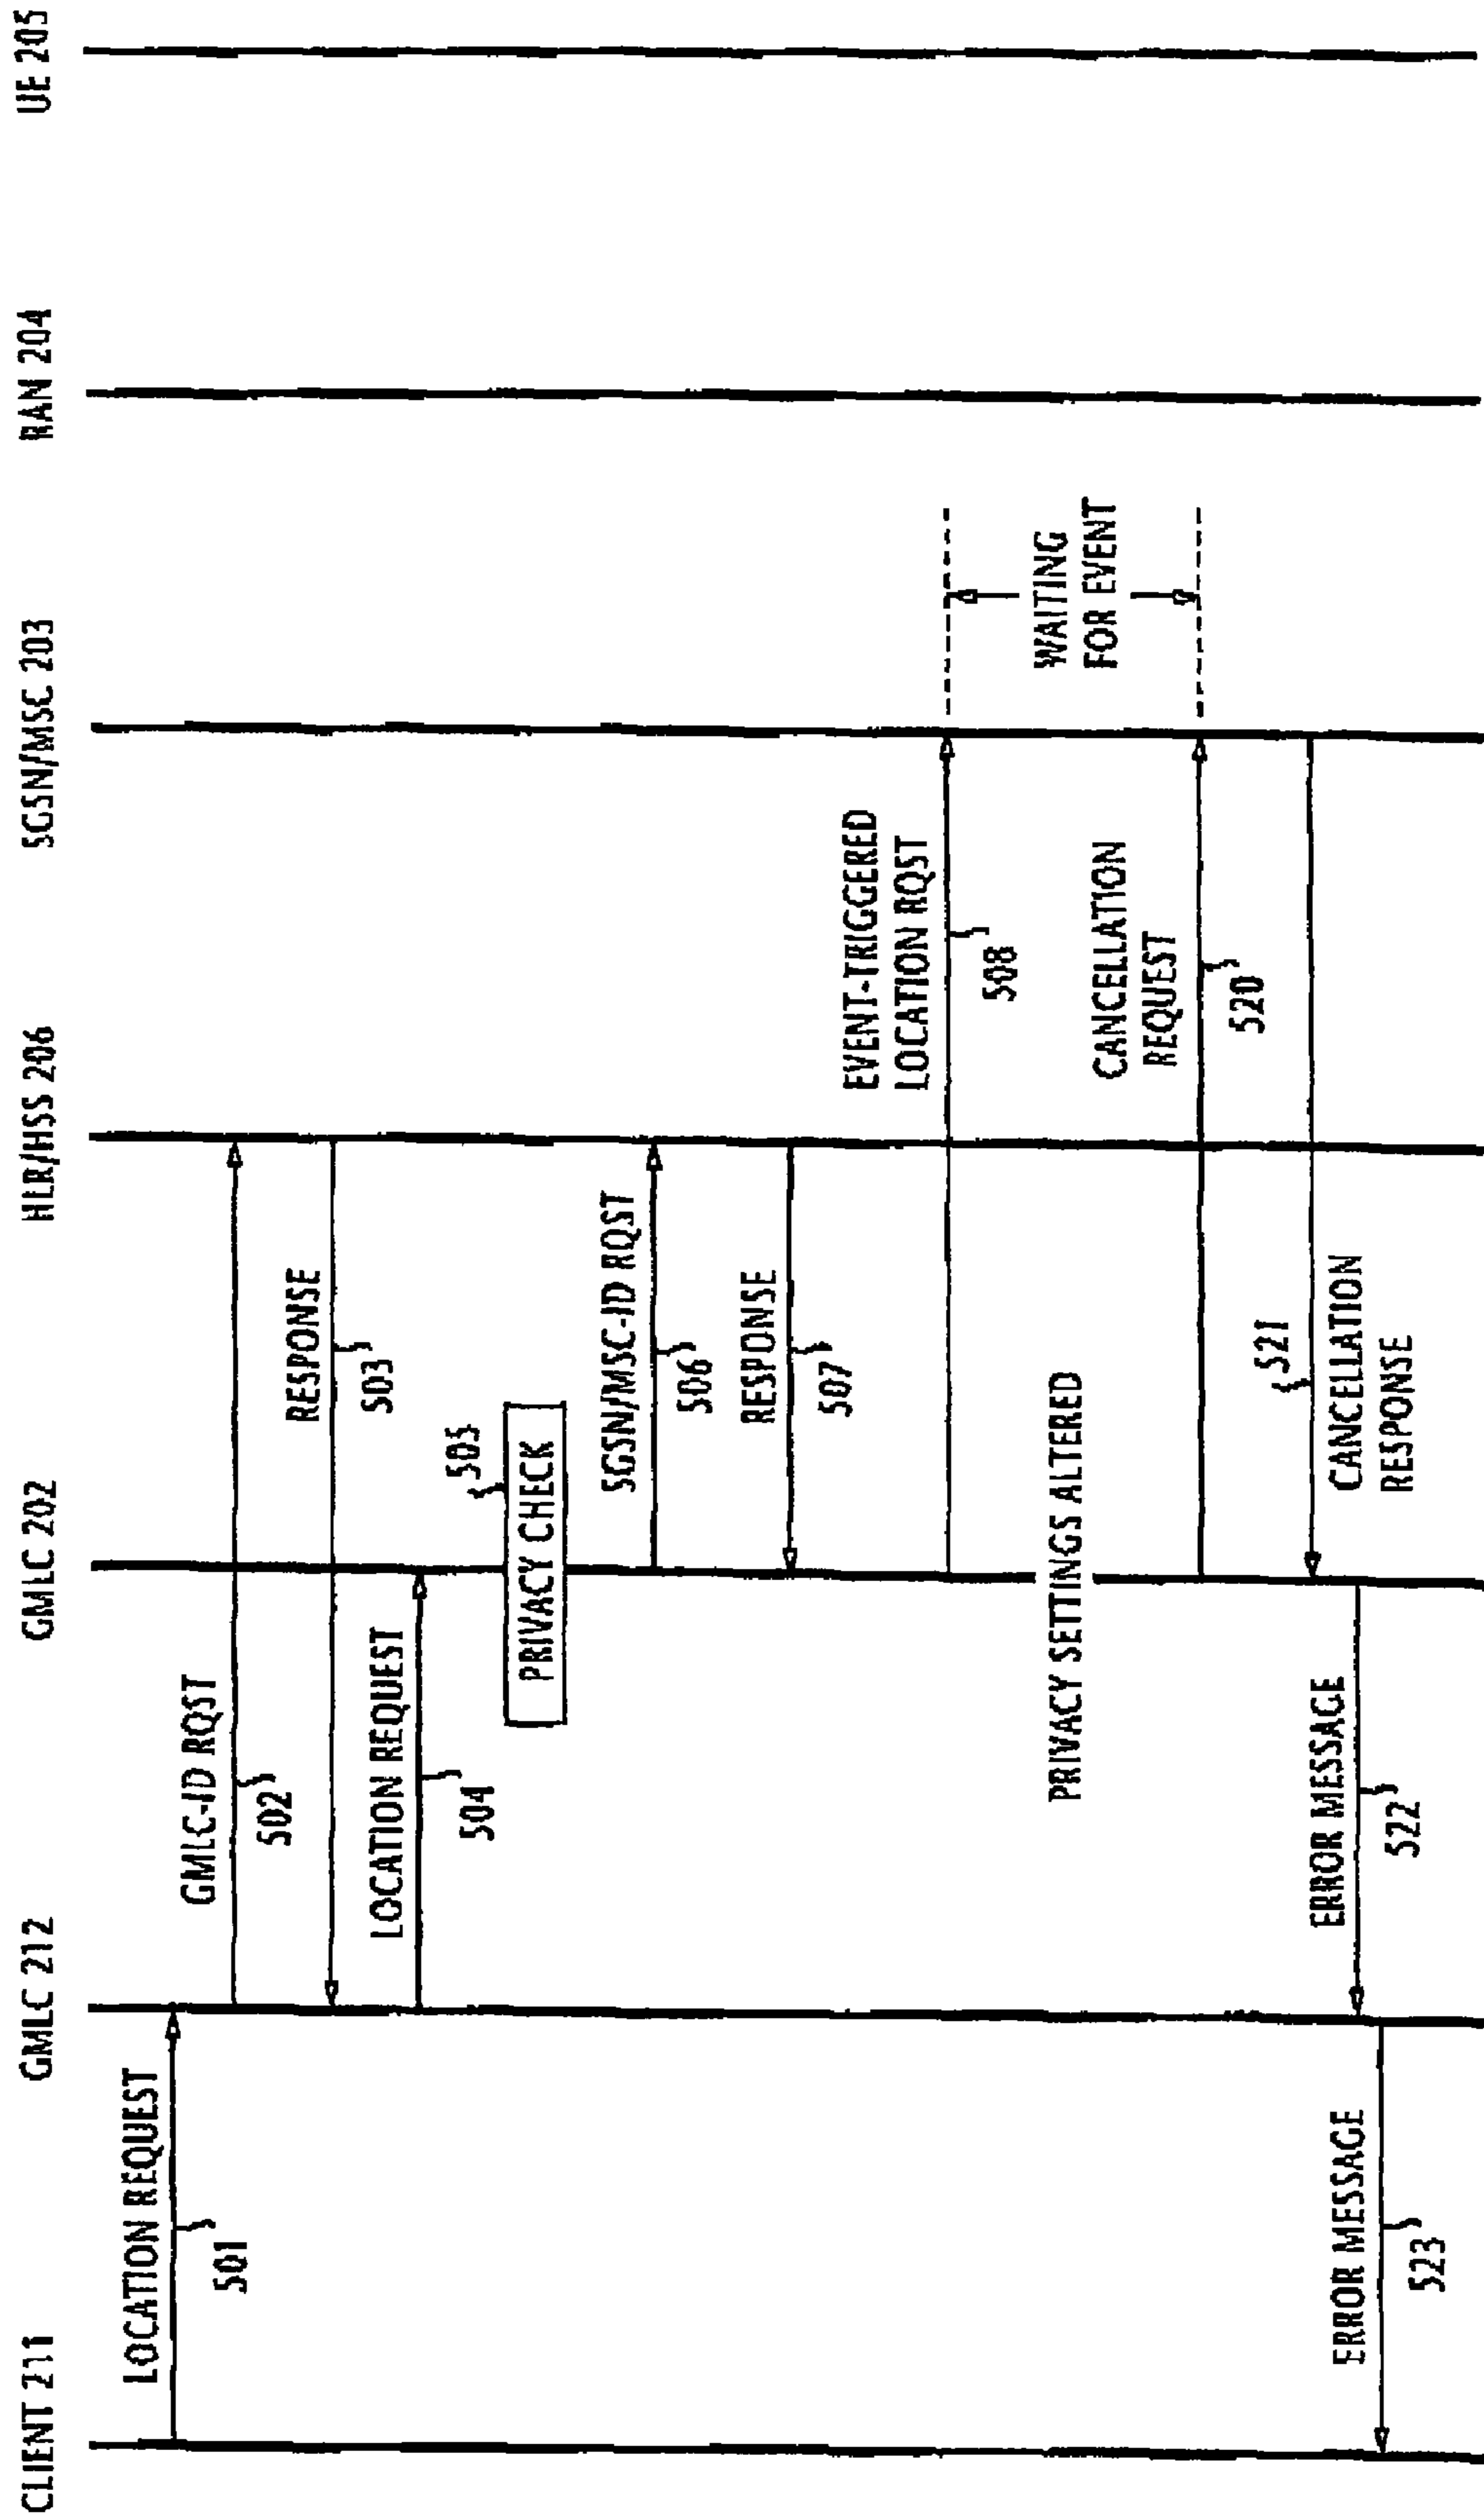 CLIENT 211
GMLC 212
GMLC 202
HLR/HSS 206
SGSN/MSC 203
RAN 204
UE 205
LOCATION REQUEST
501
GMLC-ID RQST
502
RESPONSE
503
LOCATION REQUEST
504
505
PRIVACY CHECK
SGSN/MSC-ID RQST
506
RESPONSE
507
EVENT-TRIGGERED
LOCATION RQST
508
WAITING
FOR EVENT
PRIVACY SETTINGS ALTERED
CANCELLATION
REQUEST
520
521
CANCELLATION
RESPONSE
ERROR MESSAGE
522
ERROR MESSAGE
523